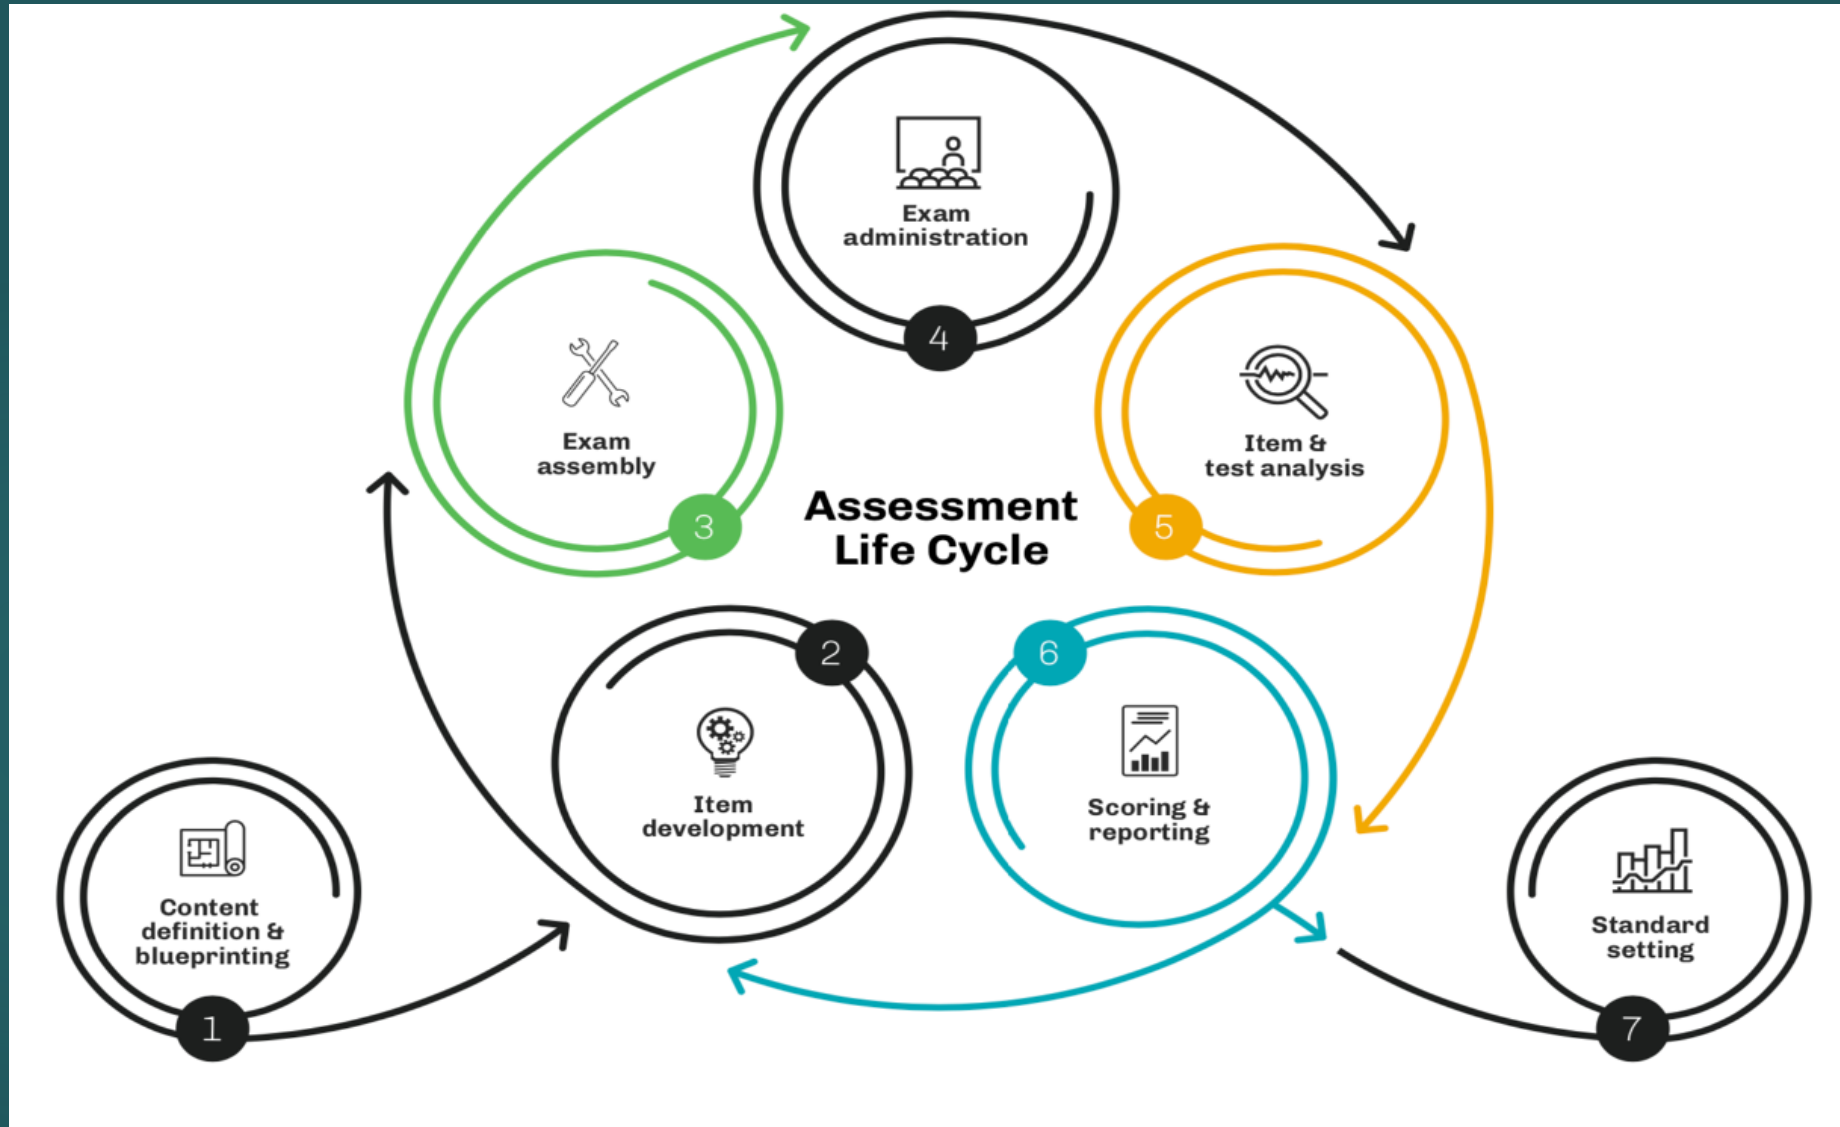 Assessment
Life Cycle
Content
definition &
blueprinting
1
Item
development
2
Exam
assembly
3
Exam
administration
4
Item &
test analysis
5
Scoring &
reporting
6
Standard
setting
7